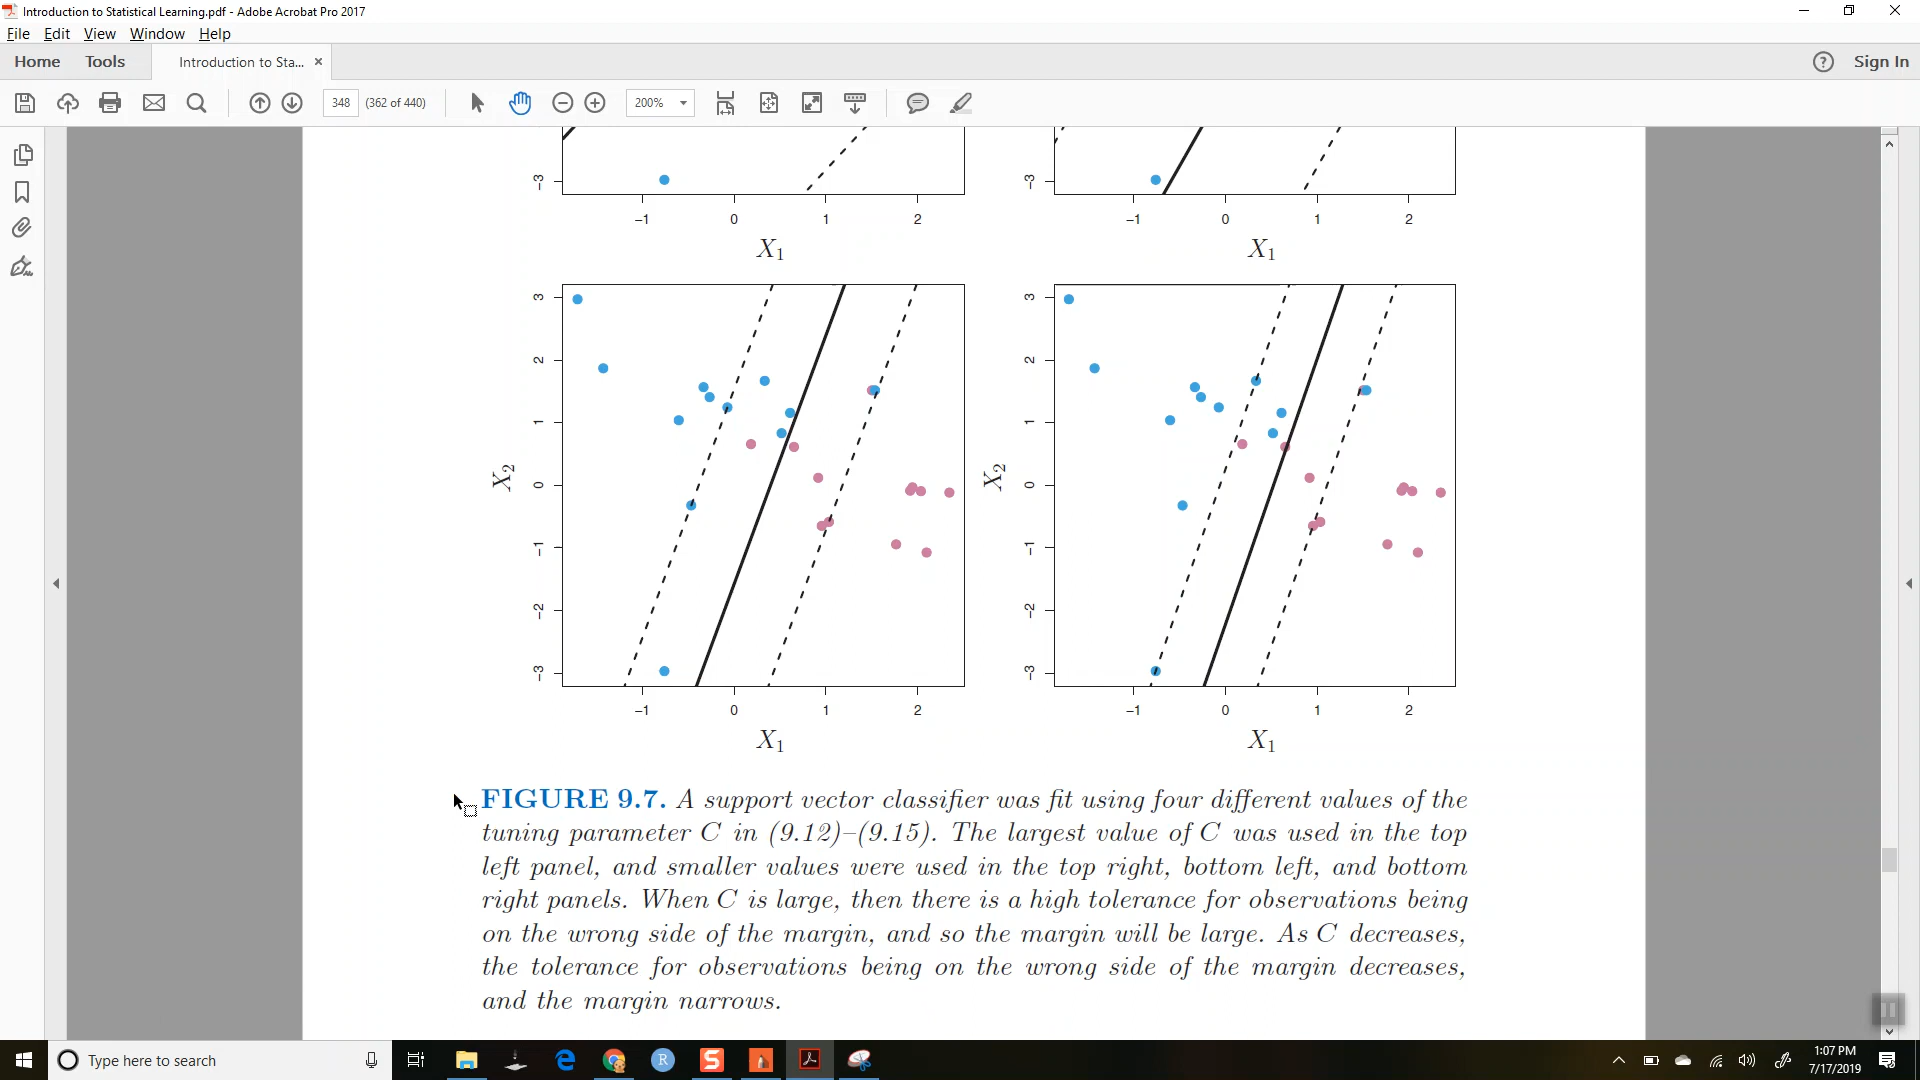 Introduction to Statistical Learning.pdf - Adobe Acrobat Pro 2017
File Edit View Window Help
Home Tools Introduction to Sta... × Sign In
348 (362 of 440) 200%
−3 −3
−1 0 1 2 −1 0 1 2
X1 X1
3 3
2 2
1 1
X2 0 X2 0
−1 −1
−2 −2
−3 −3
−1 0 1 2 −1 0 1 2
X1 X1
FIGURE 9.7. A support vector classifier was fit using four different values of the
tuning parameter C in (9.12)–(9.15). The largest value of C was used in the top
left panel, and smaller values were used in the top right, bottom left, and bottom
right panels. When C is large, then there is a high tolerance for observations being
on the wrong side of the margin, and so the margin will be large. As C decreases,
the tolerance for observations being on the wrong side of the margin decreases,
and the margin narrows.
Type here to search
1:07 PM
7/17/2019